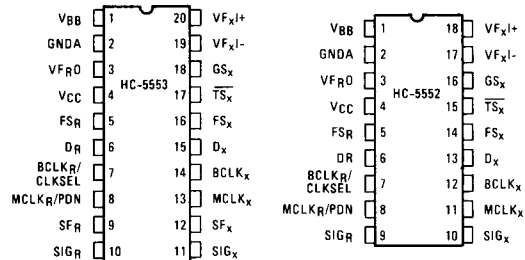 VBB 1 20 VFxI+
GNDA 2 19 VFxI-
VFRO 3 18 GSx
HC-5553
VCC 4 17 TSx
FSR 5 16 FSx
DR 6 15 Dx
BCLKR/
CLKSEL 7 14 BCLKx
MCLKR/PDN 8 13 MCLKx
SFR 9 12 SFx
SIGR 10 11 SIGx
VBB 1 18 VFxI+
GNDA 2 17 VFxI-
VFRO 3 16 GSx
HC-5552
VCC 4 15 TSx
FSR 5 14 FSx
DR 6 13 Dx
BCLKR/
CLKSEL 7 12 BCLKx
MCLKR/PDN 8 11 MCLKx
SIGR 9 10 SIGx